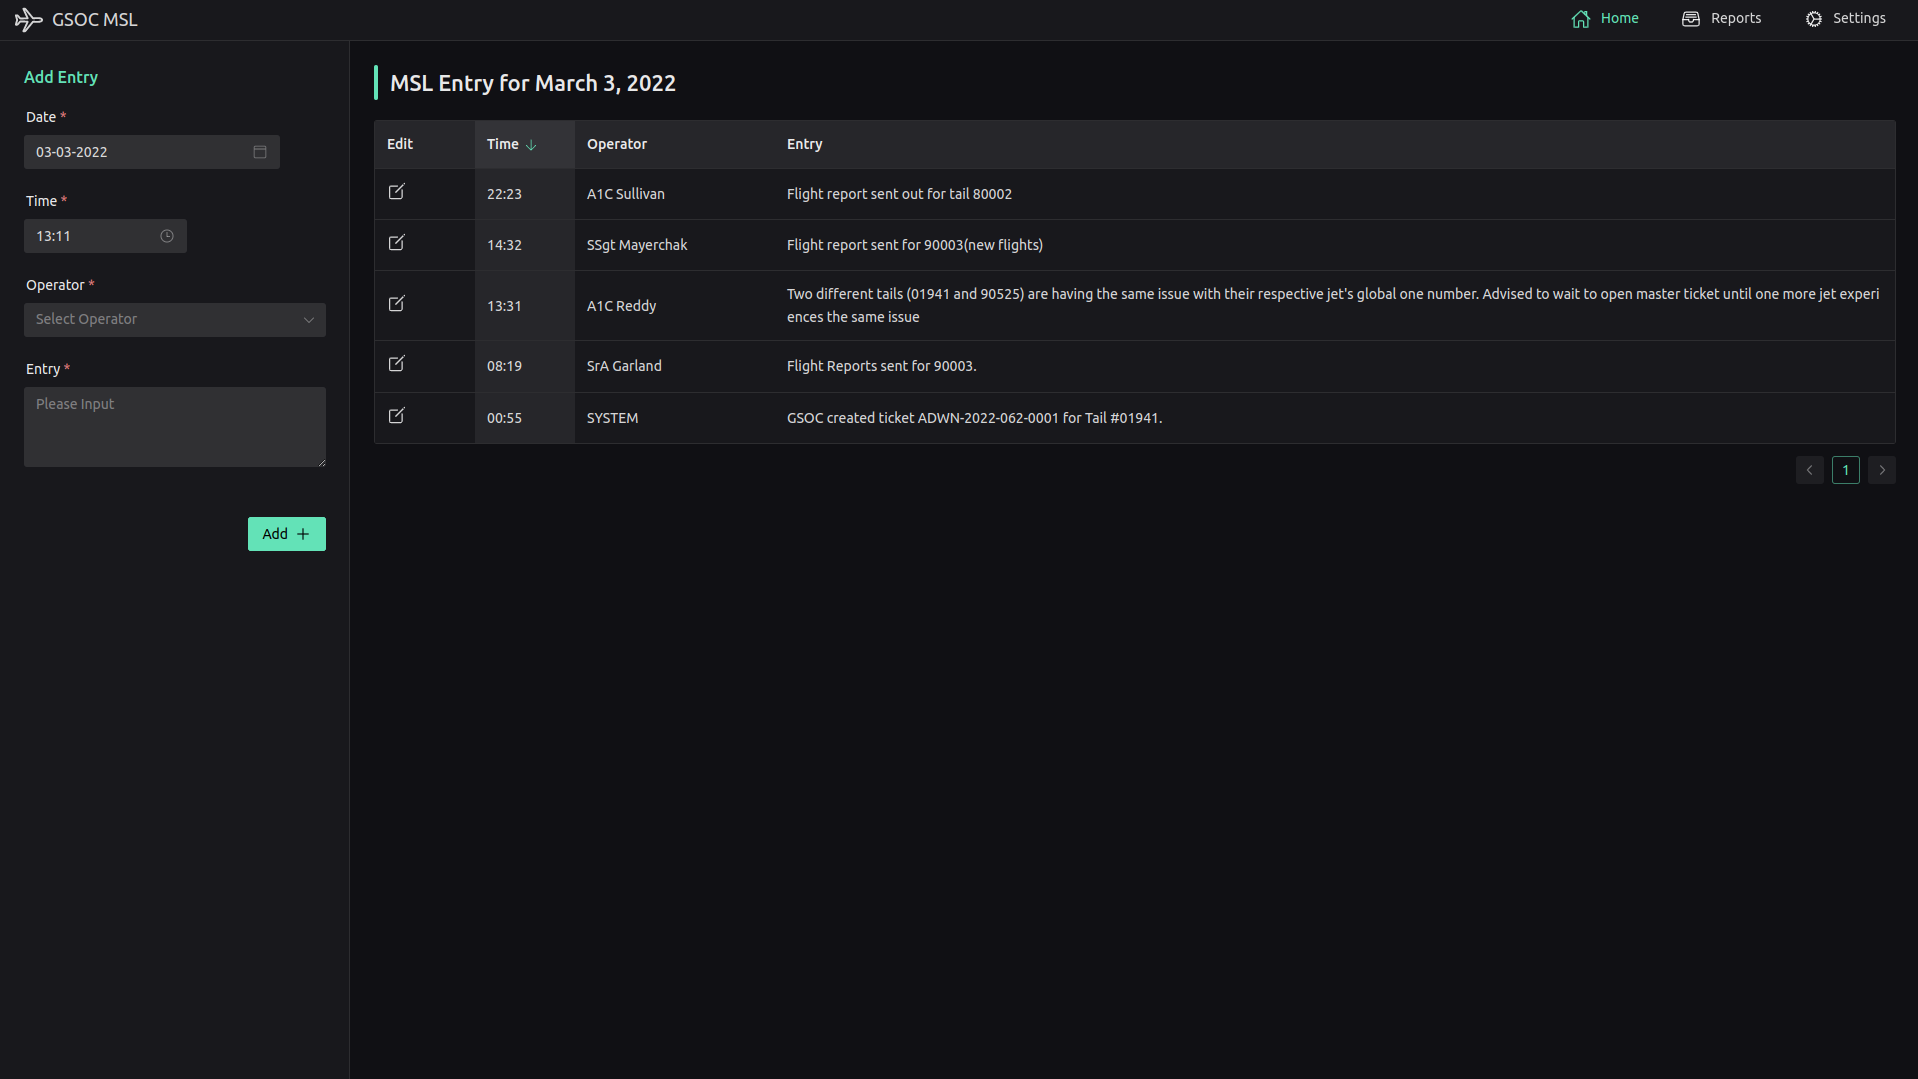 GSOC MSL
Home
Reports
Settings
Add Entry
Date *
03-03-2022
Time *
13:11
Operator *
Select Operator
Entry *
Please Input
Add +
MSL Entry for March 3, 2022
Edit Time Operator Entry
22:23 A1C Sullivan Flight report sent out for tail 80002
14:32 SSgt Mayerchak Flight report sent for 90003(new flights)
13:31 A1C Reddy Two different tails (01941 and 90525) are having the same issue with their respective jet's global one number. Advised to wait to open master ticket until one more jet experi
ences the same issue
08:19 SrA Garland Flight Reports sent for 90003.
00:55 SYSTEM GSOC created ticket ADWN-2022-062-0001 for Tail #01941.
1